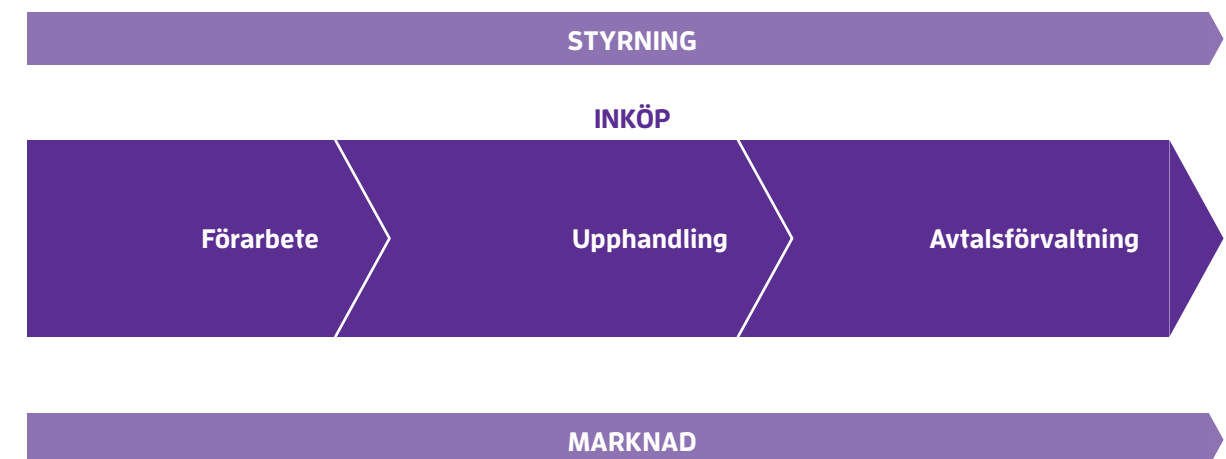 STYRNING
INKÖP
Förarbete
Upphandling
Avtalsförvaltning
MARKNAD